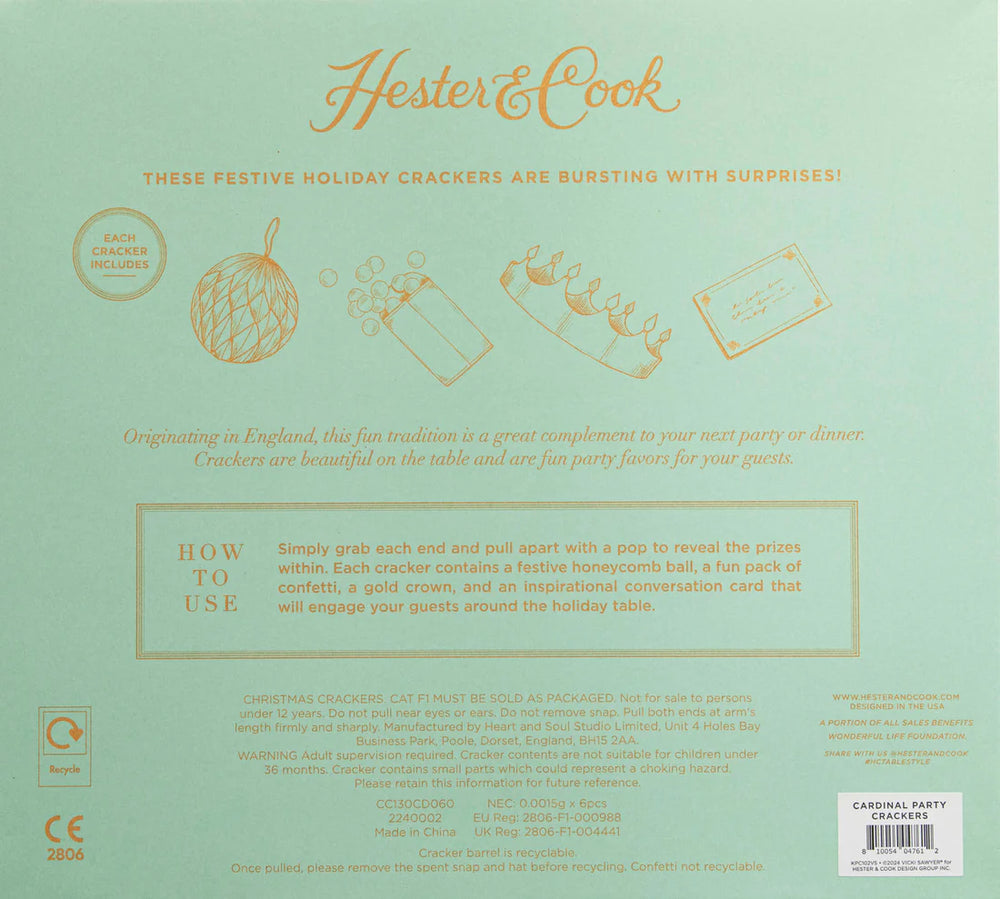 Hester & Cook
THESE FESTIVE HOLIDAY CRACKERS ARE BURSTING WITH SURPRISES!
EACH
CRACKER
INCLUDES
Originating in England, this fun tradition is a great complement to your next party or dinner.
Crackers are beautiful on the table and are fun party favors for your guests.
HOW
TO
USE
Simply grab each end and pull apart with a pop to reveal the prizes
within. Each cracker contains a festive honeycomb ball, a fun pack of
confetti, a gold crown, and an inspirational conversation card that
will engage your guests around the holiday table.
Recycle
CE
2806
CHRISTMAS CRACKERS. CAT F1 MUST BE SOLD AS PACKAGED. Not for sale to persons
under 12 years. Do not pull near eyes or ears. Do not remove snap. Pull both ends at arm's
length firmly and sharply. Manufactured by Heart and Soul Studio Limited, Unit 4 Holes Bay
Business Park, Poole, Dorset, England, BH15 2AA.
WARNING Adult supervision required. Cracker contents are not suitable for children under
36 months. Cracker contains small parts which could represent a choking hazard.
Please retain this information for future reference.
CC130CD060 NEC: 0.0015g x 6pcs
2240002 EU Reg: 2806-F1-000988
Made in China UK Reg: 2806-F1-004441
Cracker barrel is recyclable.
Once pulled, please remove the spent snap and hat before recycling. Confetti not recyclable.
WWW.HESTERANDCOOK.COM
DESIGNED IN THE USA
A PORTION OF ALL SALES BENEFITS
WONDERFUL LIFE FOUNDATION.
SHARE WITH US @HESTERANDCOOK
#HCTABLESTYLE
CARDINAL PARTY
CRACKERS
8 10054 04761 2
KPC102VS • ©2024 VICKI SAWYER® for
HESTER & COOK DESIGN GROUP INC.